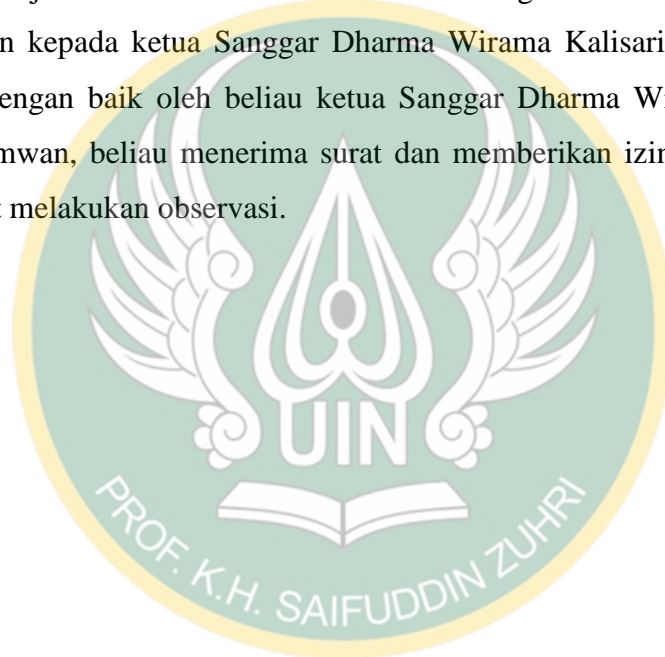 n kepada ketua Sanggar Dharma Wirama Kalisari
engan baik oleh beliau ketua Sanggar Dharma Wi
mwan, beliau menerima surat dan memberikan izin
melakukan observasi.
UIN
PROF. K.H. SAIFUDDIN ZUHRI